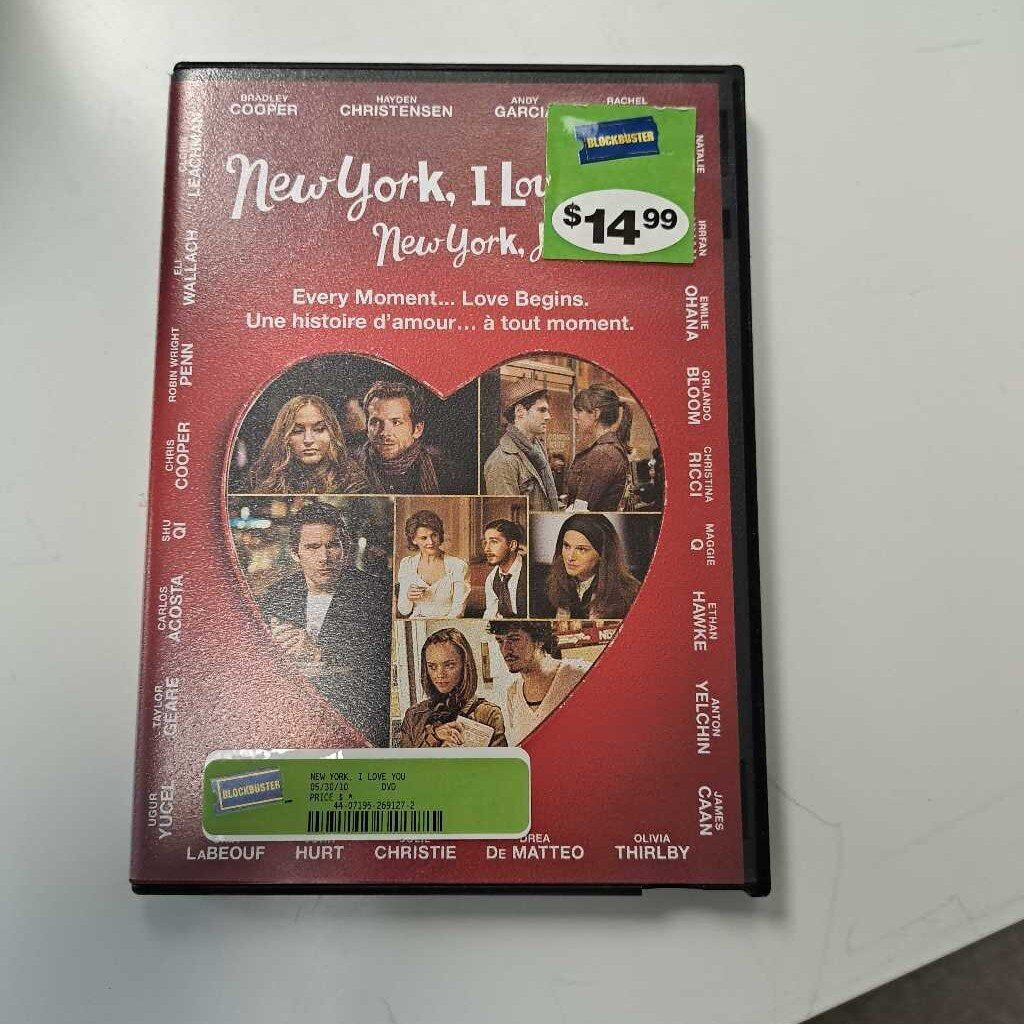 BRADLEY
COOPER
HAYDEN
CHRISTENSEN
ANDY
GARCIA
RACHEL
NATALIE
IRRFAN
EMILIE
OHANA
ORLANDO
BLOOM
CHRISTINA
RICCI
MAGGIE
Q
ETHAN
HAWKE
ANTON
YELCHIN
JAMES
CAAN
LEACHMAN
ELI
WALLACH
ROBIN WRIGHT
PENN
CHRIS
COOPER
SHU
QI
CARLOS
ACOSTA
TAYLOR
GEARE
UGUR
YUCEL
BLOCKBUSTER
$14.99
New York, I Lov
New York,
Every Moment... Love Begins.
Une histoire d'amour... à tout moment.
BLOCKBUSTER
NEW YORK, I LOVE YOU
05/30/10 DVD
PRICE $ *
44-07195-269127-2
LABEOUF
HURT
CHRISTIE
DREA
DE MATTEO
OLIVIA
THIRLBY